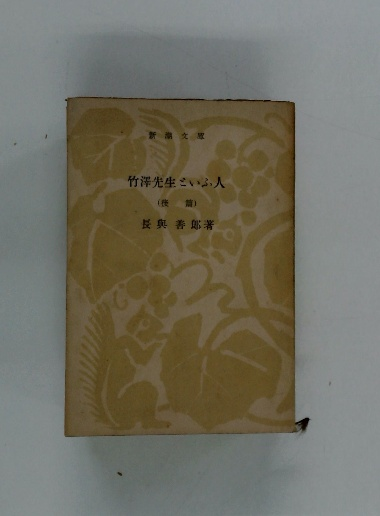 新潮文庫
竹澤先生といふ人
(後篇)
長與善郎著